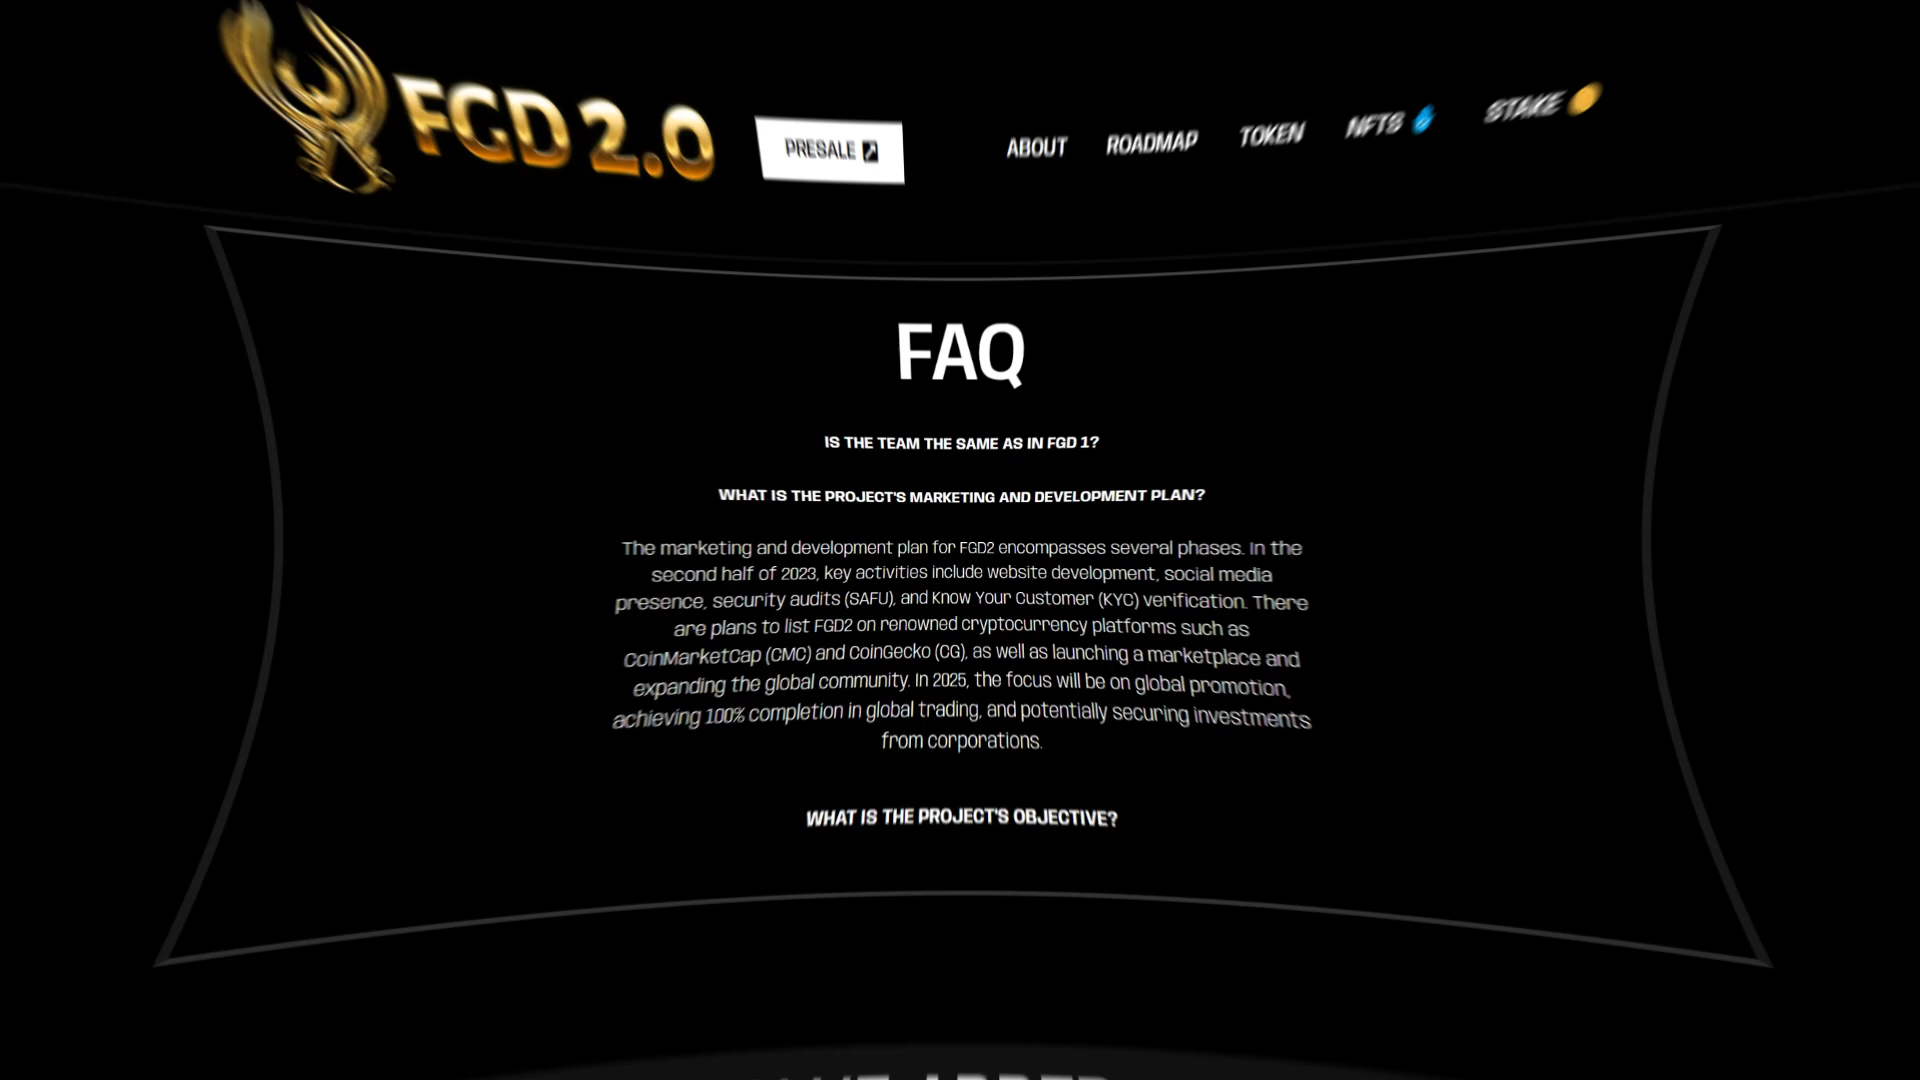 FGD 2.0
PRESALE
ABOUT
ROADMAP
TOKEN
NFTS
STAKE
FAQ
IS THE TEAM THE SAME AS IN FGD 1?
WHAT IS THE PROJECT'S MARKETING AND DEVELOPMENT PLAN?
The marketing and development plan for FGD2 encompasses several phases. In the
second half of 2023, key activities include website development, social media
presence, security audits (SAFU), and Know Your Customer (KYC) verification. There
are plans to list FGD2 on renowned cryptocurrency platforms such as
CoinMarketCap (CMC) and CoinGecko (CG), as well as launching a marketplace and
expanding the global community. In 2025, the focus will be on global promotion,
achieving 100% completion in global trading, and potentially securing investments
from corporations.
WHAT IS THE PROJECT'S OBJECTIVE?